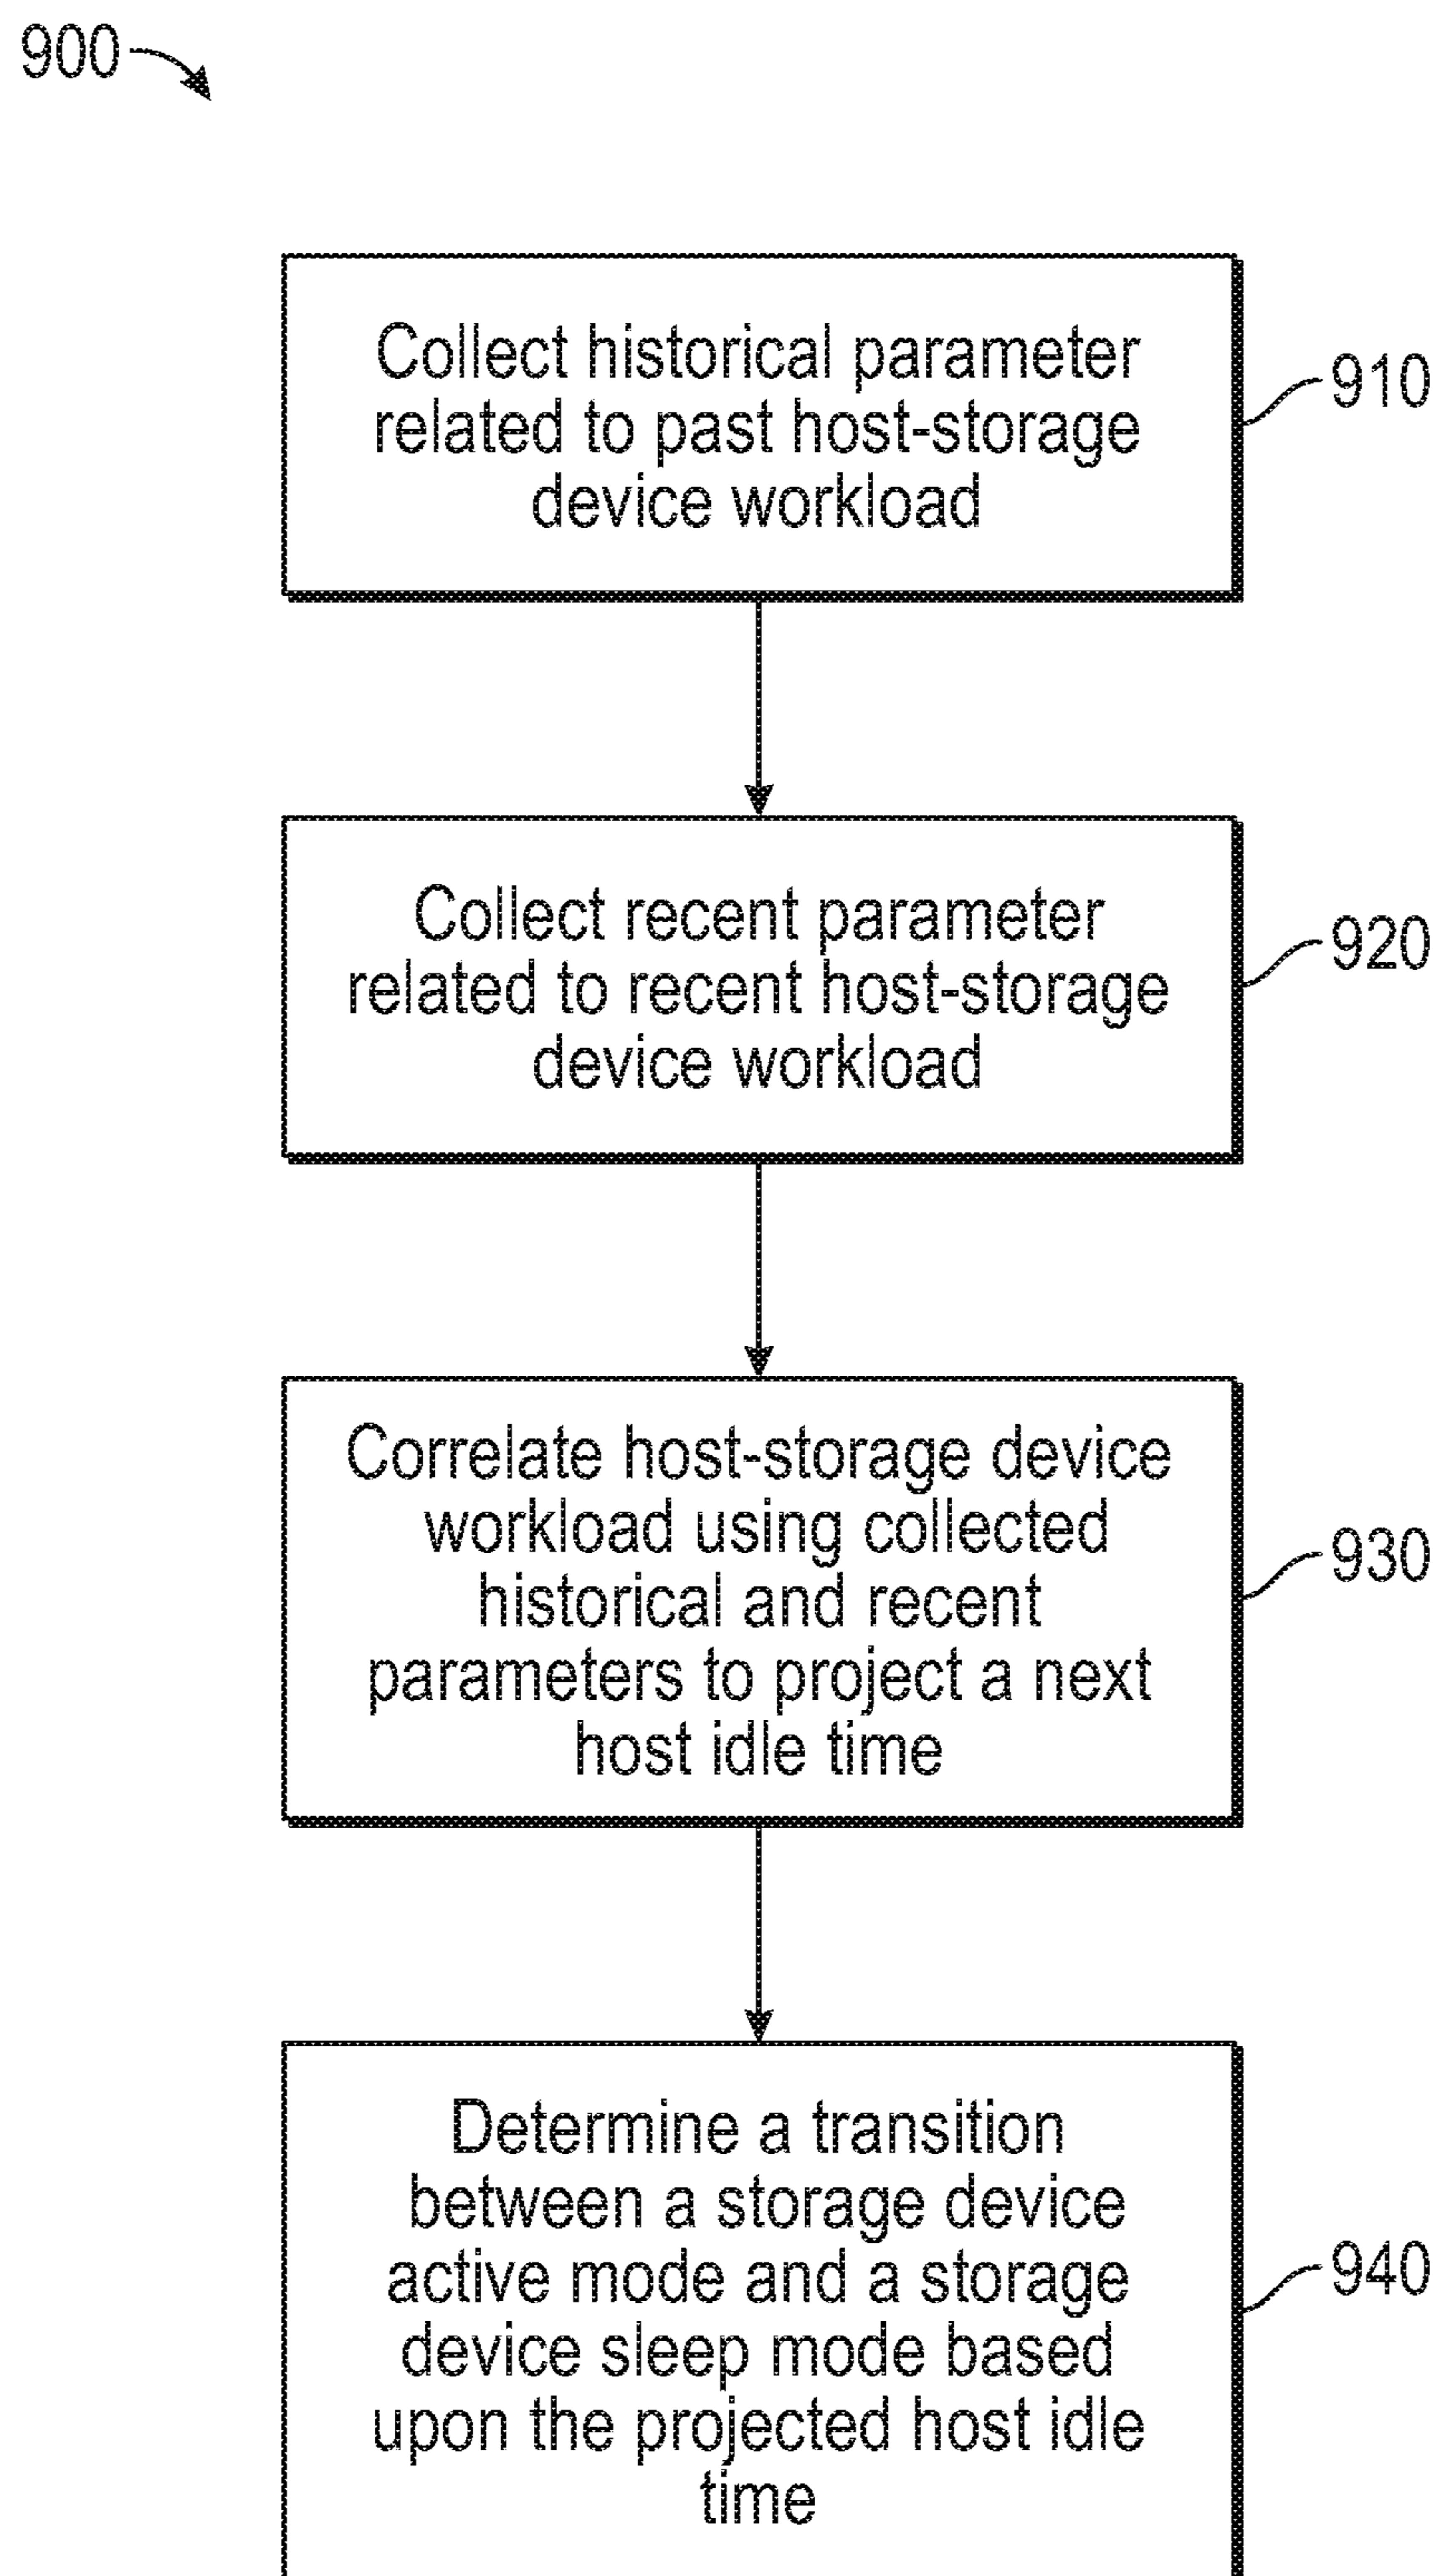 900
Collect historical parameter
related to past host-storage
device workload
910
Collect recent parameter
related to recent host-storage
device workload
920
Correlate host-storage device
workload using collected
historical and recent
parameters to project a next
host idle time
930
Determine a transition
between a storage device
active mode and a storage
device sleep mode based
upon the projected host idle
time
940